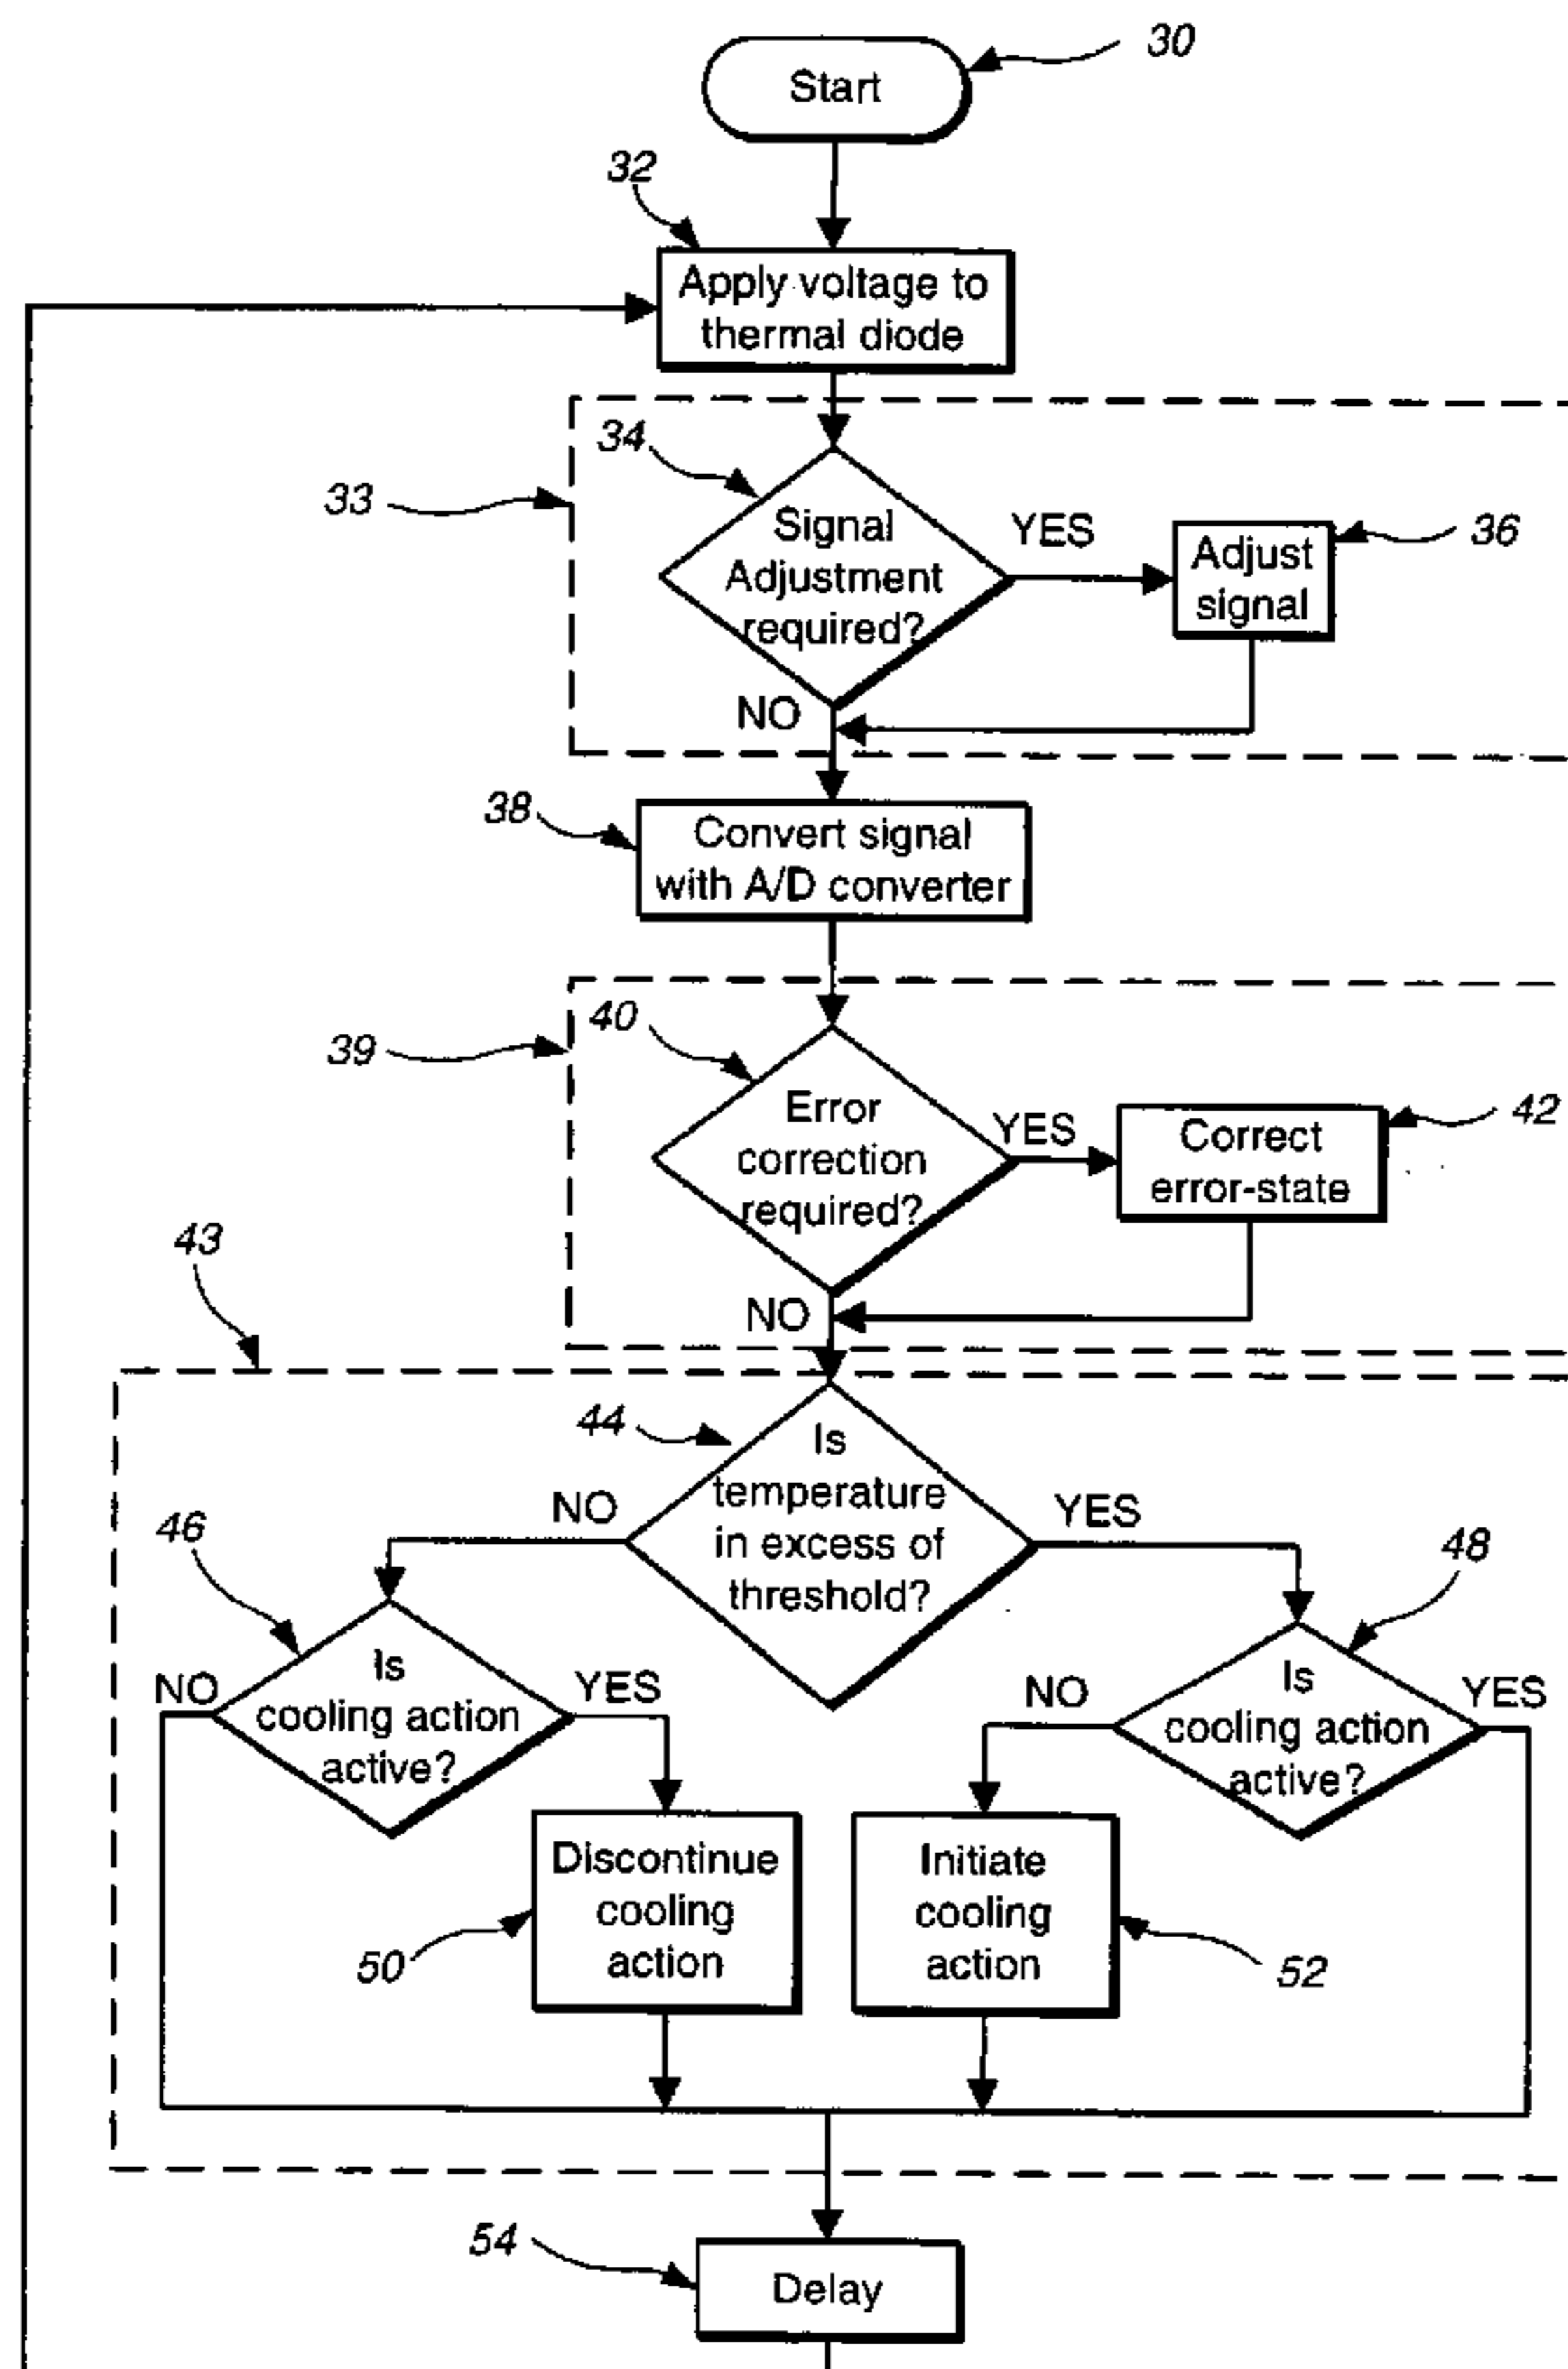 30
Start
32
Apply voltage to
thermal diode
34
33
Signal
Adjustment
required?
YES
Adjust
signal
36
NO
38
Convert signal
with A/D converter
40
39
Error
correction
required?
YES
Correct
error-state
42
NO
43
44
Is
temperature
in excess of
threshold?
NO
YES
46
48
Is
cooling action
active?
NO
YES
Is
cooling action
active?
NO
YES
Discontinue
cooling
action
50
Initiate
cooling
action
52
54
Delay